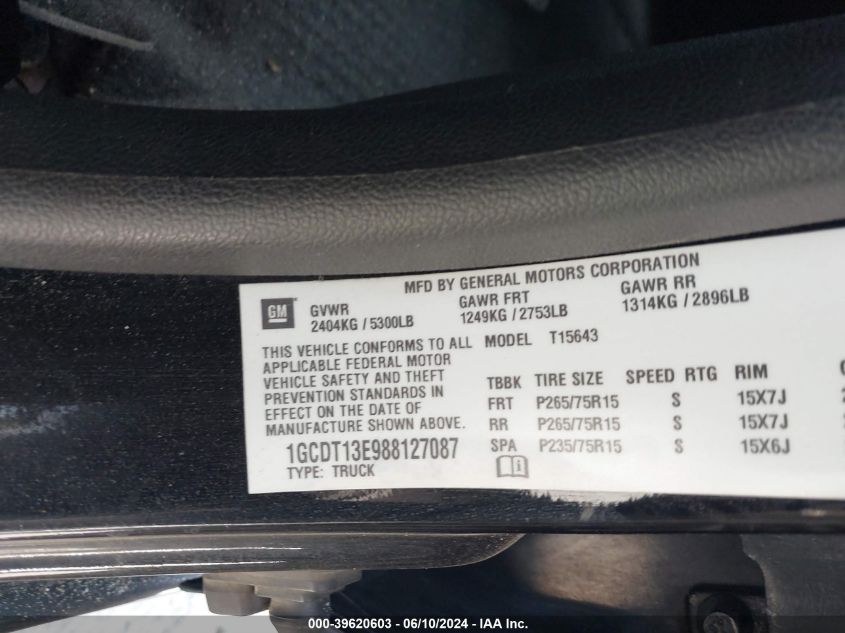 MFD BY GENERAL MOTORS CORPORATION
GM
GVWR GAWR FRT GAWR RR
2404KG / 5300LB 1249KG / 2753LB 1314KG / 2896LB
THIS VEHICLE CONFORMS TO ALL
APPLICABLE FEDERAL MOTOR
VEHICLE SAFETY AND THEFT
PREVENTION STANDARDS IN
EFFECT ON THE DATE OF
MANUFACTURE SHOWN ABOVE.
1GCDT13E988127087
TYPE: TRUCK
MODEL T15643
TBBK TIRE SIZE SPEED RTG RIM
FRT P265/75R15 S 15X7J
RR P265/75R15 S 15X7J
SPA P235/75R15 S 15X6J
000-39620603 - 06/10/2024 - IAA Inc.